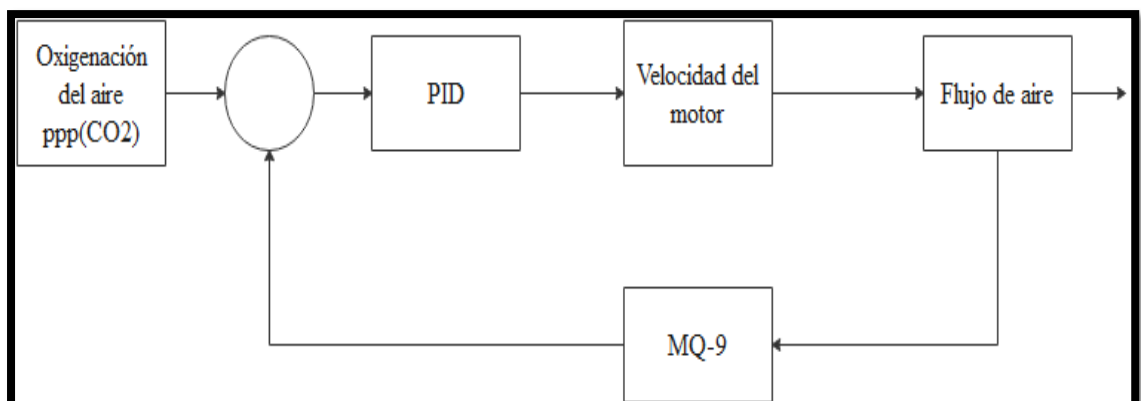 Oxigenación
del aire
ppp(CO2)
PID
Velocidad del
motor
Flujo de aire
MQ-9